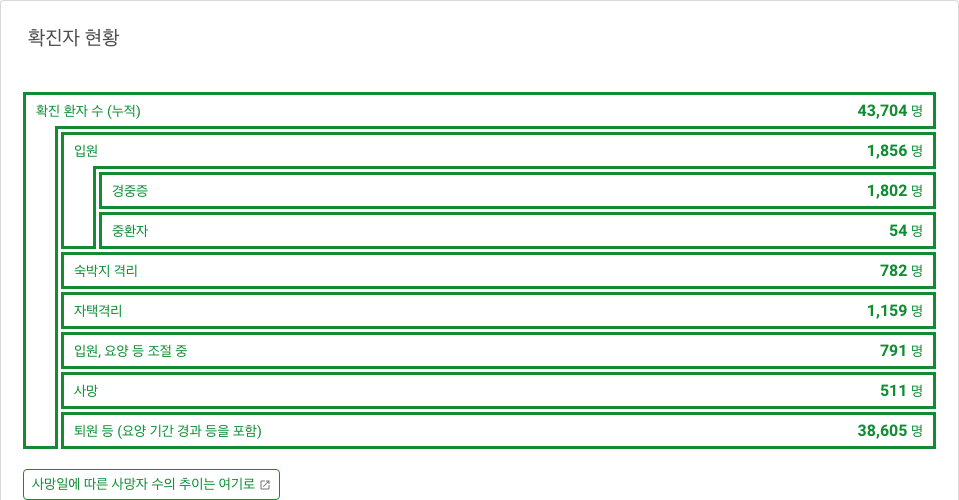 확진자 현황
확진 환자 수 (누적) 43,704 명
입원 1,856 명
경중증 1,802 명
중환자 54 명
숙박지 격리 782 명
자택격리 1,159 명
입원, 요양 등 조절 중 791 명
사망 511 명
퇴원 등 (요양 기간 경과 등을 포함) 38,605 명
사망일에 따른 사망자 수의 추이는 여기로